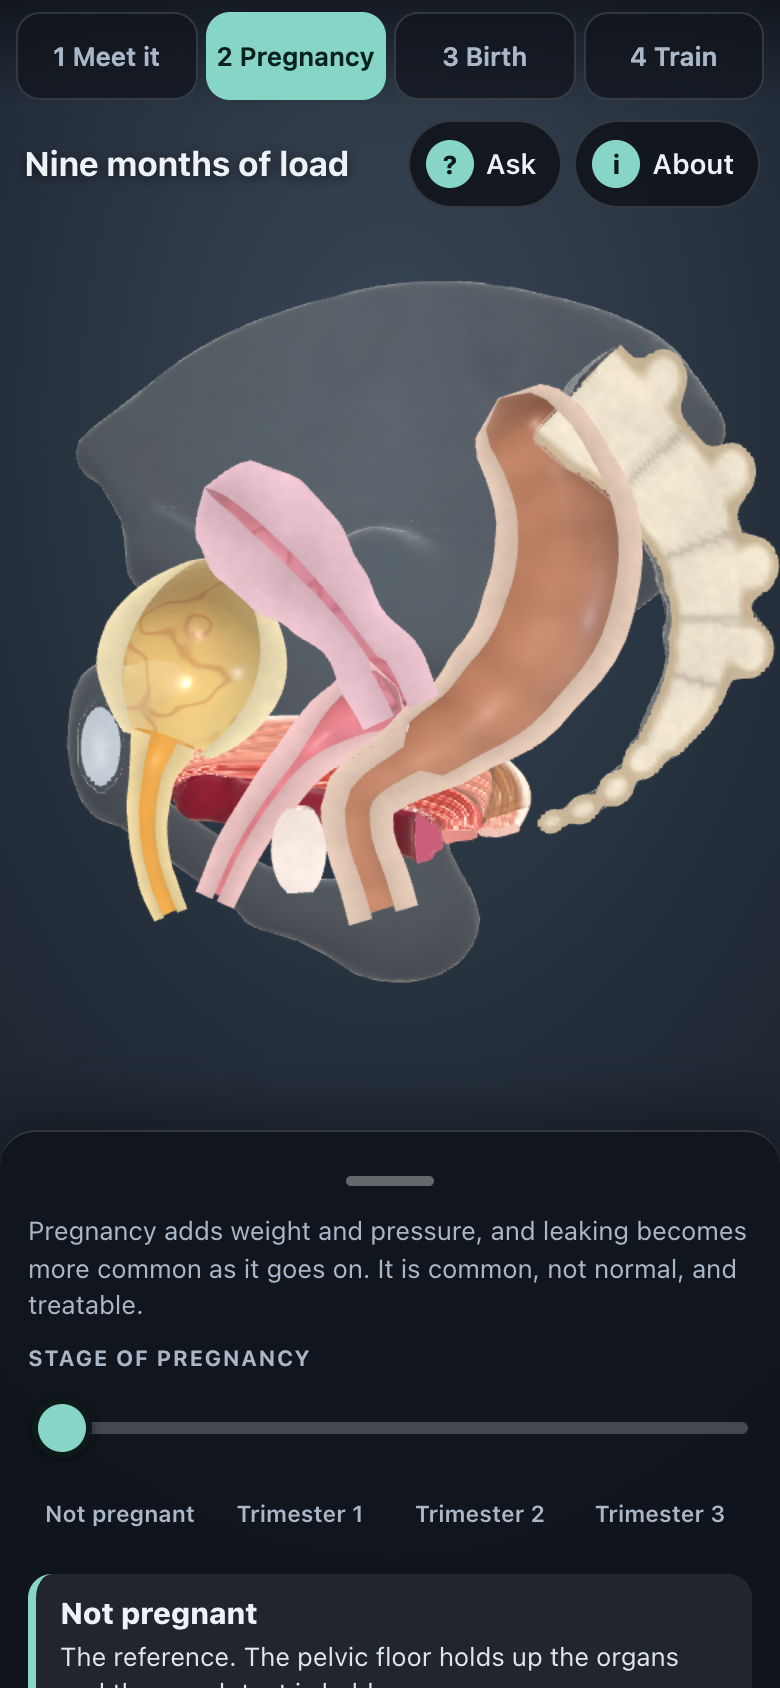 1 Meet it
2 Pregnancy
3 Birth
4 Train
Nine months of load
? Ask
i About
Pregnancy adds weight and pressure, and leaking becomes
more common as it goes on. It is common, not normal, and
treatable.
STAGE OF PREGNANCY
Not pregnant
Trimester 1
Trimester 2
Trimester 3
Not pregnant
The reference. The pelvic floor holds up the organs